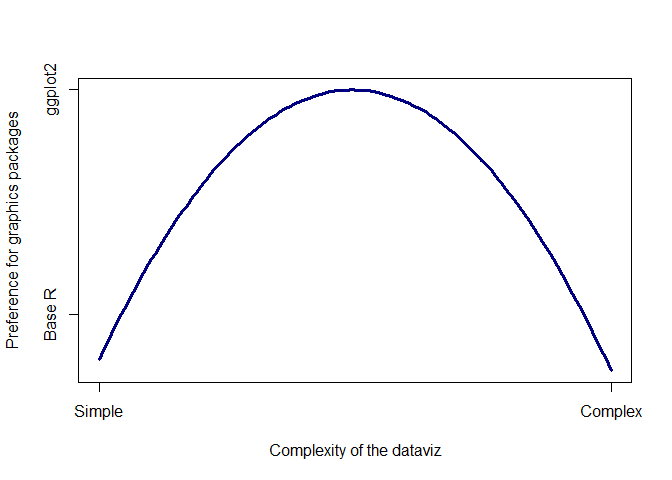 Preference for graphics packages
ggplot2
Base R
Simple
Complex
Complexity of the dataviz